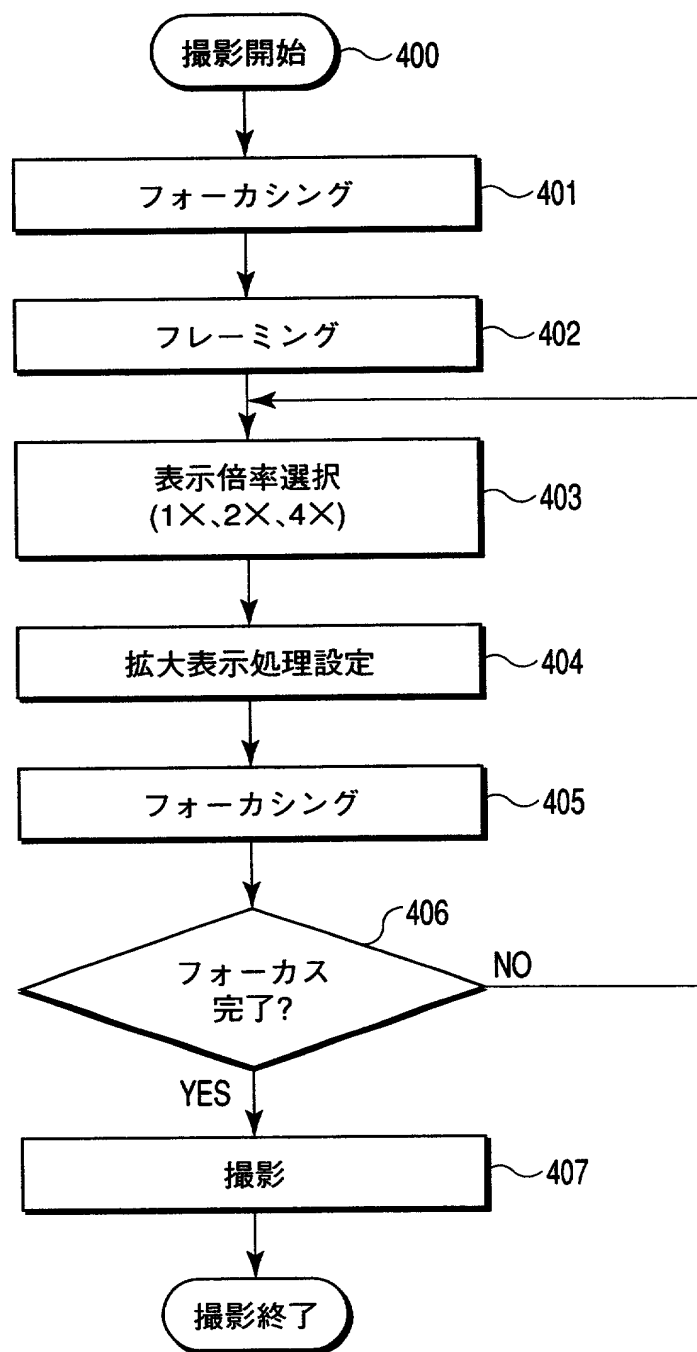 撮影開始
400
フォーカシング
401
フレーミング
402
表示倍率選択
(1×、2×、4×)
403
拡大表示処理設定
404
フォーカシング
405
406
フォーカス
完了?
NO
YES
撮影
407
撮影終了